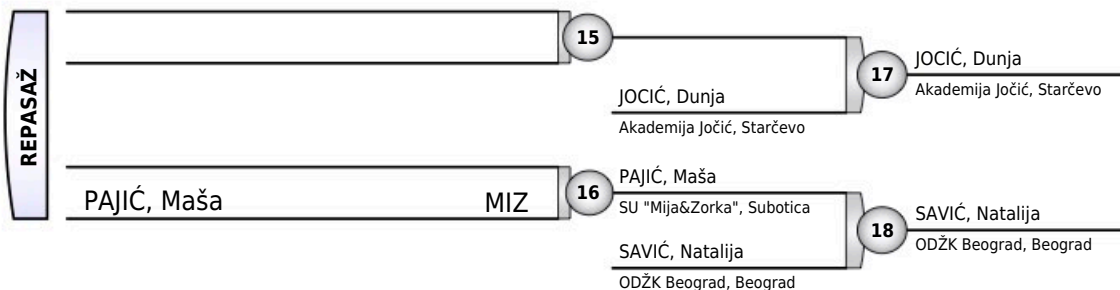 REPASAŽ
15
JOCIĆ, Dunja
Akademija Jočić, Starčevo
17
JOCIĆ, Dunja
Akademija Jočić, Starčevo
PAJIĆ, Maša MIZ
16
PAJIĆ, Maša
SU "Mija&Zorka", Subotica
SAVIĆ, Natalija
ODŽK Beograd, Beograd
18
SAVIĆ, Natalija
ODŽK Beograd, Beograd